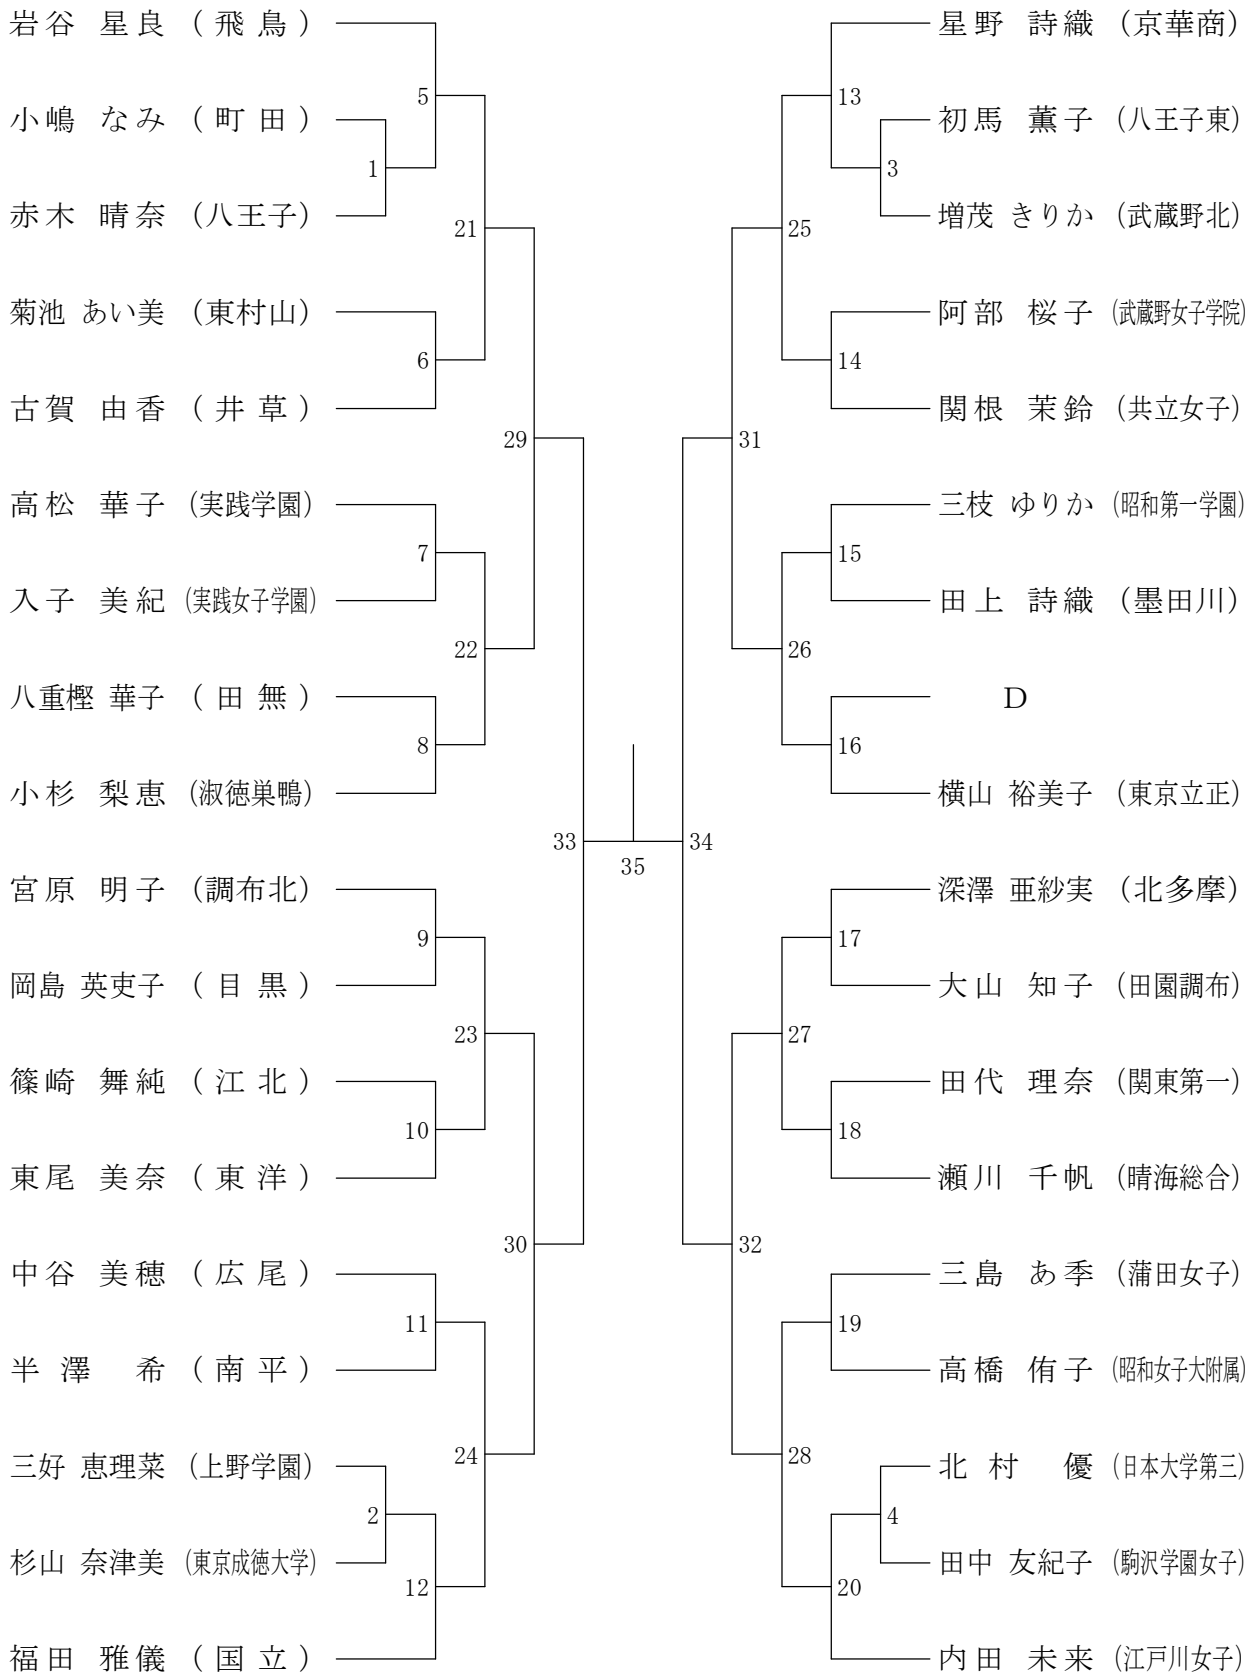 岩谷 星良 (飛鳥)
5
小嶋 なみ (町田)
1
赤木 晴奈 (八王子)
21
菊池 あい美 (東村山)
6
古賀 由香 (井草)
29
高松 華子 (実践学園)
7
入子 美紀 (実践女子学園)
22
八重樫 華子 (田無)
8
小杉 梨恵 (淑徳巣鴨)
33
宮原 明子 (調布北)
9
岡島 英吏子 (目黒)
23
篠崎 舞純 (江北)
10
東尾 美奈 (東洋)
30
中谷 美穂 (広尾)
11
半澤 希 (南平)
24
三好 恵理菜 (上野学園)
2
杉山 奈津美 (東京成徳大学)
12
福田 雅儀 (国立)
35
星野 詩織 (京華商)
13
初馬 薫子 (八王子東)
3
増茂 きりか (武蔵野北)
25
阿部 桜子 (武蔵野女子学院)
14
関根 茉鈴 (共立女子)
31
三枝 ゆりか (昭和第一学園)
15
田上 詩織 (墨田川)
26
D
16
横山 裕美子 (東京立正)
34
深澤 亜紗実 (北多摩)
17
大山 知子 (田園調布)
27
田代 理奈 (関東第一)
18
瀬川 千帆 (晴海総合)
32
三島 あ季 (蒲田女子)
19
高橋 侑子 (昭和女子大附属)
28
北村 優 (日本大学第三)
4
田中 友紀子 (駒沢学園女子)
20
内田 未来 (江戸川女子)